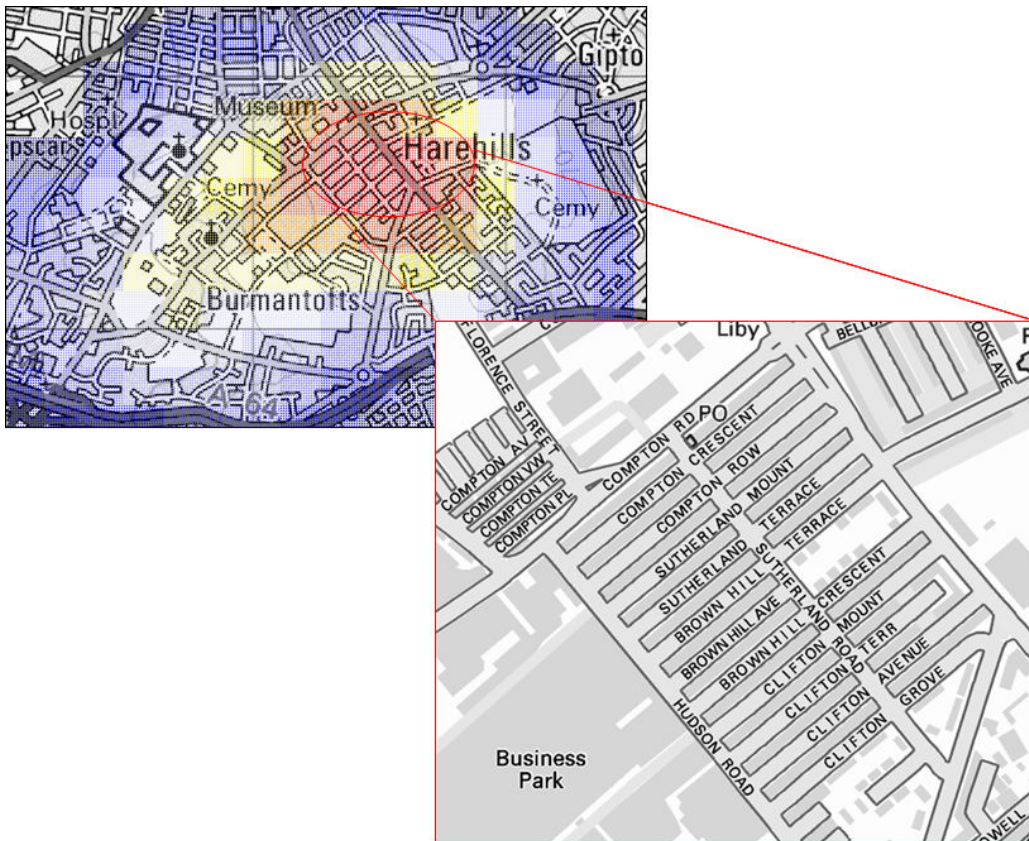 Gipto
Museum
Hospl
Harehills
pscar
Cemy
Cemy
Burmantofts
A 64
Liby
FLORENCE STREET
COMPTON RD
PO
COMPTON CRESCENT
COMPTON AV
COMPTON VW
COMPTON TE
COMPTON PL
COMPTON ROW
SUTHERLAND MOUNT
SUTHERLAND TERRACE
SUTHERLAND ROAD
BROWN HILL TERRACE
BROWN HILL AVE
BROWN HILL CRESCENT
CLIFTON MOUNT
CLIFTON TERR
CLIFTON AVENUE
CLIFTON GROVE
HUDSON ROAD
Business
Park